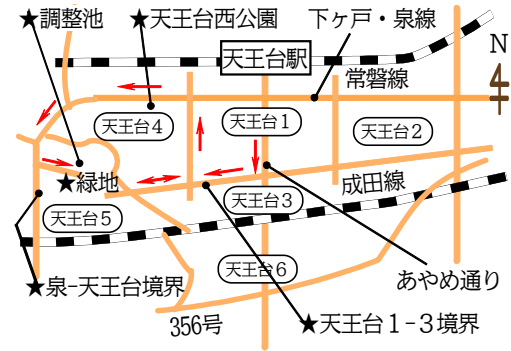 ★調整池
★天王台西公園
下ヶ戸・泉線
N
天王台駅
常磐線
天王台4
天王台1
天王台2
★緑地
成田線
天王台3
天王台5
天王台6
あやめ通り
★泉-天王台境界
356号
★天王台1-3境界